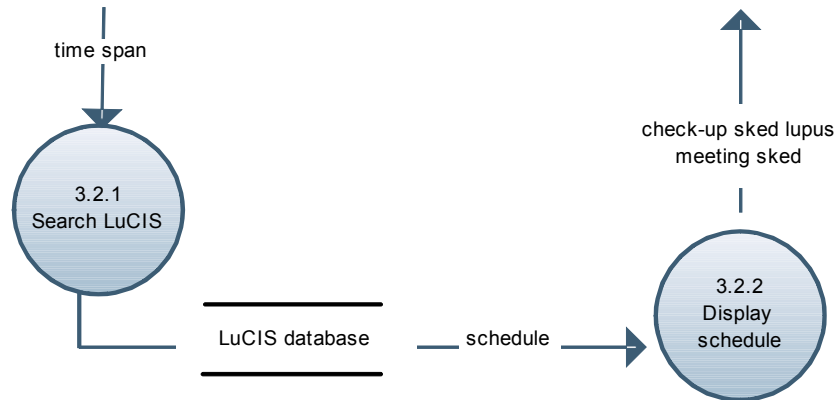 time span
3.2.1
Search LuCIS
LuCIS database
schedule
check-up sked lupus
meeting sked
3.2.2
Display
schedule